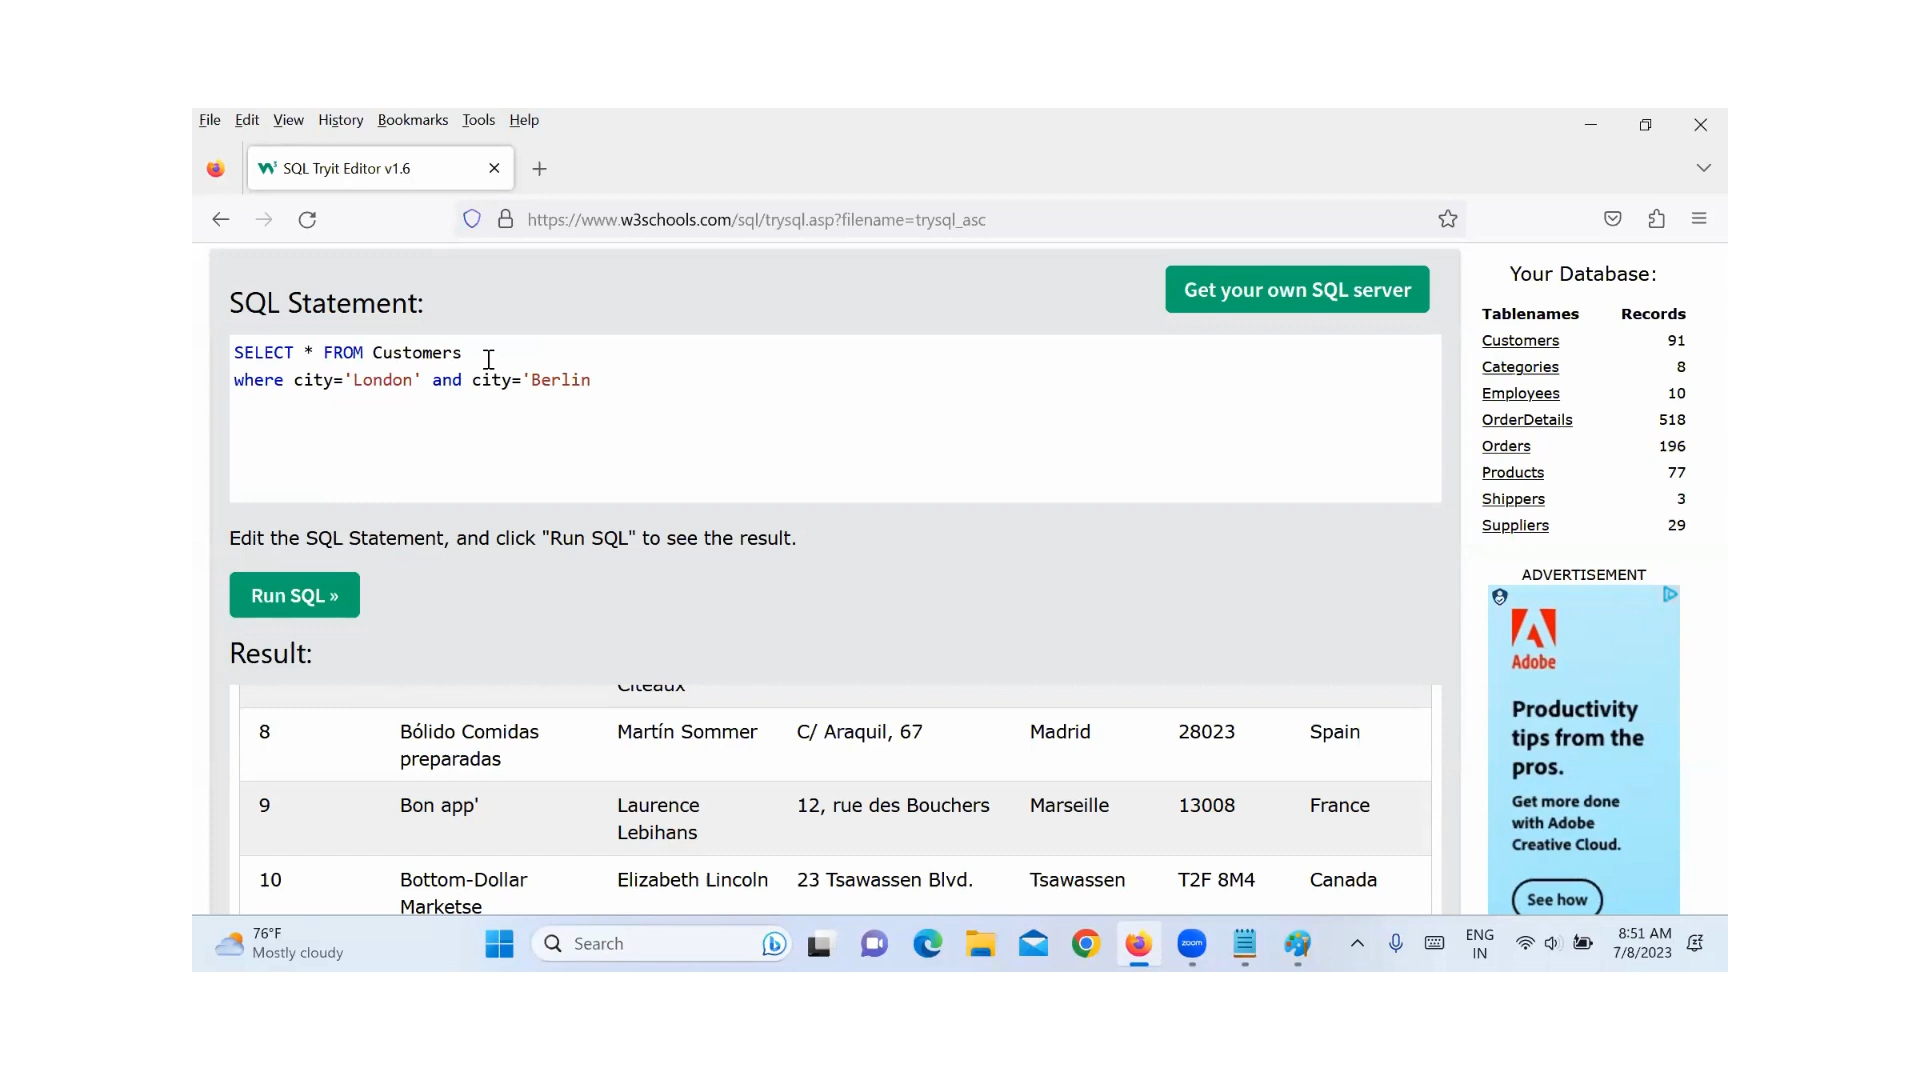 File Edit View History Bookmarks Tools Help
SQL Tryit Editor v1.6
https://www.w3schools.com/sql/trysql.asp?filename=trysql_asc
SQL Statement:
Get your own SQL server
SELECT * FROM Customers
where city='London' and city='Berlin
Edit the SQL Statement, and click "Run SQL" to see the result.
Run SQL »
Result:
Citeaux
8 Bólido Comidas preparadas Martín Sommer C/ Araquil, 67 Madrid 28023 Spain
9 Bon app' Laurence Lebihans 12, rue des Bouchers Marseille 13008 France
10 Bottom-Dollar Marketse Elizabeth Lincoln 23 Tsawassen Blvd. Tsawassen T2F 8M4 Canada
Your Database:
Tablenames Records
Customers 91
Categories 8
Employees 10
OrderDetails 518
Orders 196
Products 77
Shippers 3
Suppliers 29
ADVERTISEMENT
Adobe
Productivity
tips from the
pros.
Get more done
with Adobe
Creative Cloud.
See how
76°F
Mostly cloudy
Search
zoom
ENG
IN
8:51 AM
7/8/2023